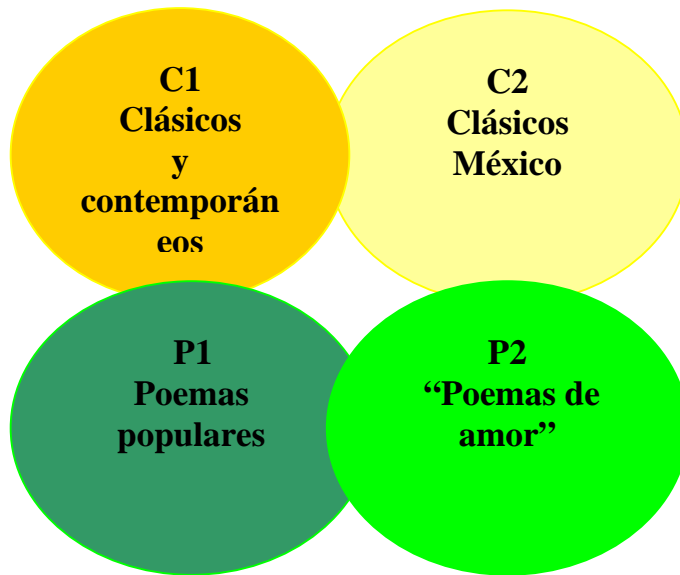 C1
Clásicos
y
contemporán
eos
C2
Clásicos
México
P1
Poemas
populares
P2
“Poemas de
amor”